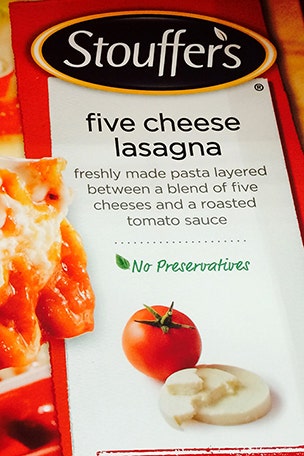 Stouffer's
®
five cheese
lasagna
freshly made pasta layered
between a blend of five
cheeses and a roasted
tomato sauce
No Preservatives